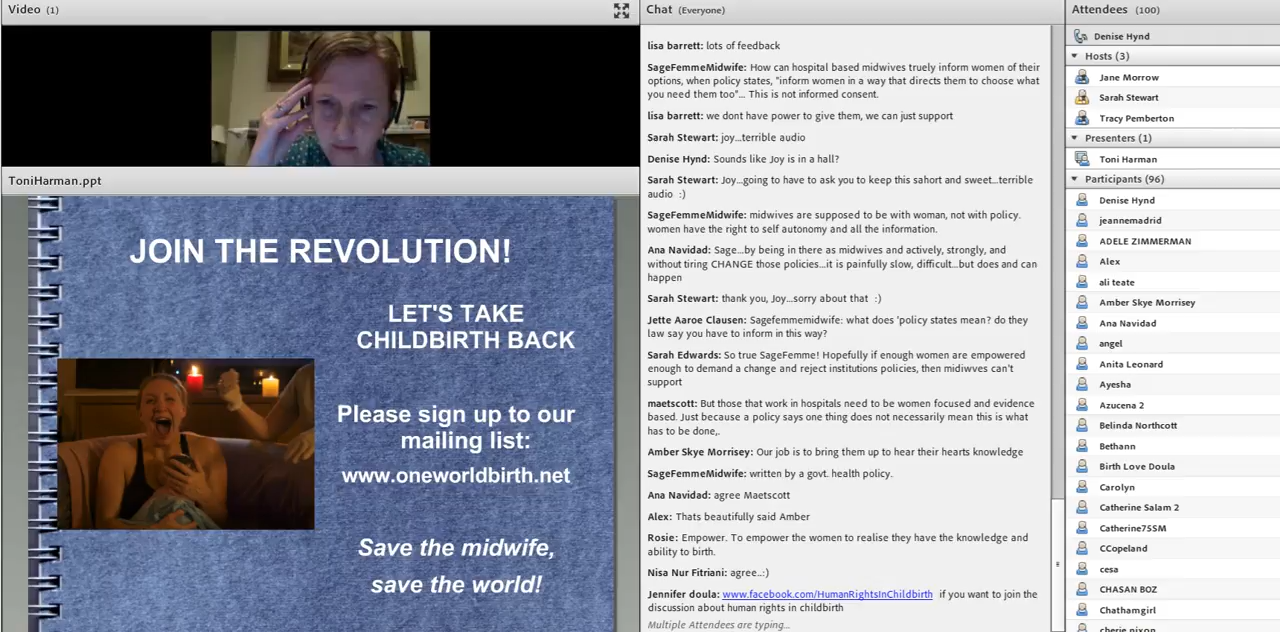 Video (1)
ToniHarman.ppt
JOIN THE REVOLUTION!
LET'S TAKE
CHILDBIRTH BACK
Please sign up to our
mailing list:
www.oneworldbirth.net
Save the midwife,
save the world!
Chat (Everyone)
lisa barrett: lots of feedback
SageFemmeMidwife: How can hospital based midwives truely inform women of their
options, when policy states, "inform women in a way that directs them to choose what
you need them too"... This is not informed consent.
lisa barrett: we dont have power to give them, we can just support
Sarah Stewart: joy...terrible audio
Denise Hynd: Sounds like Joy is in a hall?
Sarah Stewart: Joy...going to have to ask you to keep this sahort and sweet...terrible
audio :)
SageFemmeMidwife: midwives are supposed to be with woman, not with policy.
women have the right to self autonomy and all the information.
Ana Navidad: Sage...by being in there as midwives and actively, strongly, and
without tiring CHANGE those policies...it is painfully slow, difficult...but does and can
happen
Sarah Stewart: thank you, Joy...sorry about that :)
Jette Aaroe Clausen: Sagefemmemidwife: what does 'policy states mean? do they
law say you have to inform in this way?
Sarah Edwards: So true SageFemme! Hopefully if enough women are empowered
enough to demand a change and reject institutions policies, then midiwves can't
support
maetscott: But those that work in hospitals need to be women focused and evidence
based. Just because a policy says one thing does not necessarily mean this is what
has to be done,.
Amber Skye Morrisey: Our job is to bring them up to hear their hearts knowledge
SageFemmeMidwife: written by a govt. health policy.
Ana Navidad: agree Maetscott
Alex: Thats beautifully said Amber
Rosie: Empower. To empower the women to realise they have the knowledge and
ability to birth.
Nisa Nur Fitriani: agree..:)
Jennifer doula: www.facebook.com/HumanRightsInChildbirth if you want to join the
discussion about human rights in childbirth
Multiple Attendees are typing...
Attendees (100)
Denise Hynd
Hosts (3)
Jane Morrow
Sarah Stewart
Tracy Pemberton
Presenters (1)
Toni Harman
Participants (96)
Denise Hynd
jeannemadrid
ADELE ZIMMERMAN
Alex
ali teate
Amber Skye Morrisey
Ana Navidad
angel
Anita Leonard
Ayesha
Azucena 2
Belinda Northcott
Bethann
Birth Love Doula
Carolyn
Catherine Salam 2
Catherine75SM
CCopeland
cesa
CHASAN BOZ
Chathamgirl
cherie nixon